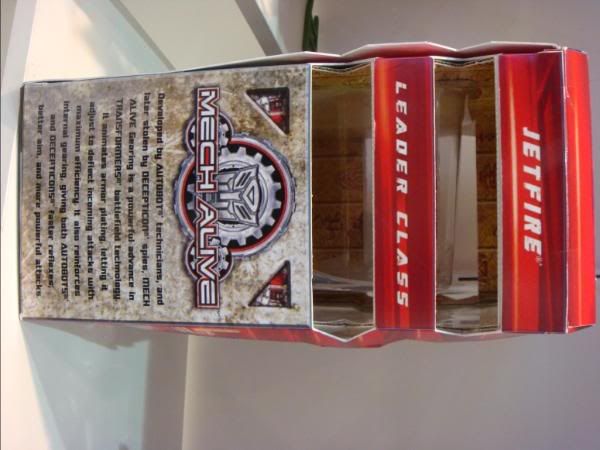 JETFIRE®
LEADER CLASS
MECH ALIVE
Developed by AUTOBOT® technicians, and
later stolen by DECEPTICON® spies, MECH
ALIVE Gearing is a powerful advance in
TRANSFORMERS® battlefield technology.
It animates armor plating, letting it
adjust to deflect incoming attacks with
maximum efficiency. It also reinforces
internal gearing, giving both AUTOBOTS®
and DECEPTICONS® faster reflexes,
better aim, and more powerful attacks.